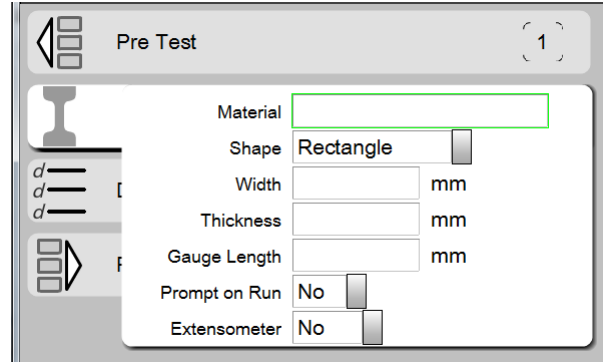 Pre Test
1
Material
Shape Rectangle
Width mm
Thickness mm
Gauge Length mm
Prompt on Run No
Extensometer No
d
d
d